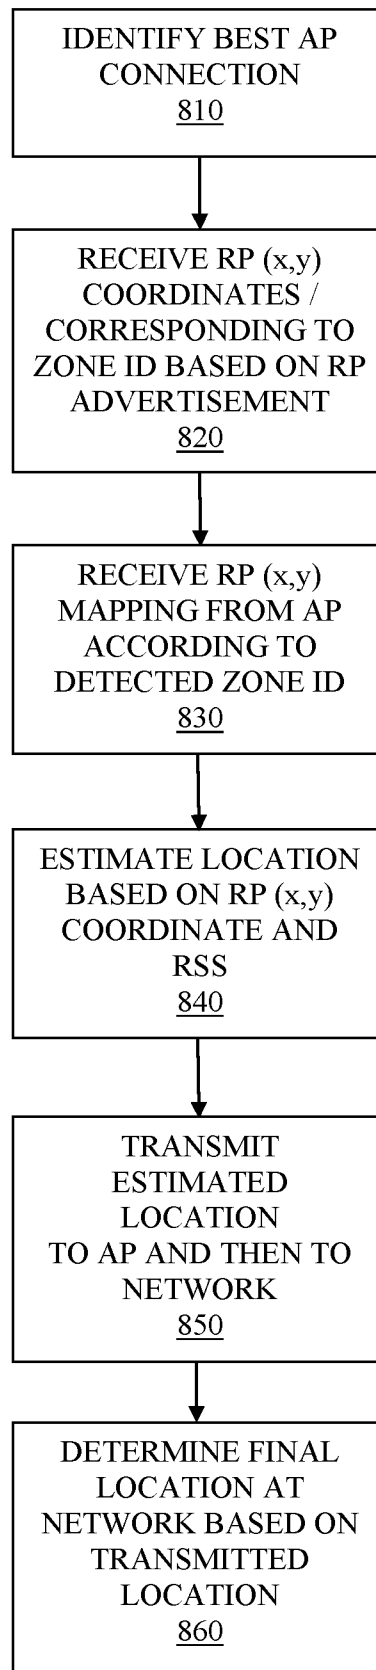 IDENTIFY BEST AP
CONNECTION
810
RECEIVE RP (x,y)
COORDINATES /
CORRESPONDING TO
ZONE ID BASED ON RP
ADVERTISEMENT
820
RECEIVE RP (x,y)
MAPPING FROM AP
ACCORDING TO
DETECTED ZONE ID
830
ESTIMATE LOCATION
BASED ON RP (x,y)
COORDINATE AND
RSS
840
TRANSMIT
ESTIMATED
LOCATION
TO AP AND THEN TO
NETWORK
850
DETERMINE FINAL
LOCATION AT
NETWORK BASED ON
TRANSMITTED
LOCATION
860